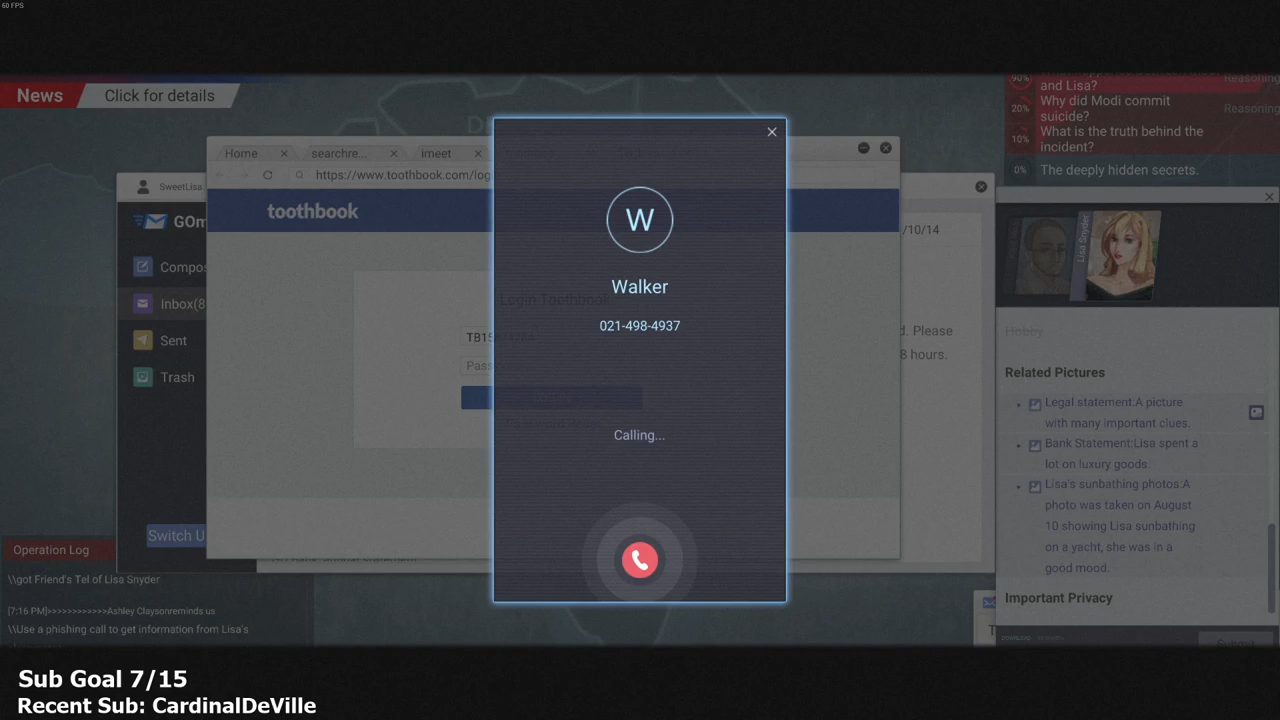 60 FPS
News
Click for details
90%
and Lisa?
Reasoning
20%
Why did Modi commit
suicide?
Reasoning
10%
What is the truth behind the
incident?
0%
The deeply hidden secrets.
Home
searchre...
imeet
https://www.toothbook.com/log
toothbook
SweetLisa
GOm
Compos
Inbox(8
Sent
Trash
Switch U
/10/14
d. Please
8 hours.
Login Toothbook
Pass
W
Walker
021-498-4937
Calling...
Lisa Snyder
Hobby
Related Pictures
Legal statement:A picture
with many important clues.
Bank Statement:Lisa spent a
lot on luxury goods.
Lisa's sunbathing photos:A
photo was taken on August
10 showing Lisa sunbathing
on a yacht, she was in a
good mood.
Important Privacy
Operation Log
\\got Friend's Tel of Lisa Snyder
[7:16 PM]>>>>>>>>>>>>Ashley Claysonreminds us
\\Use a phishing call to get information from Lisa's
Sub Goal 7/15
Recent Sub: CardinalDeVille